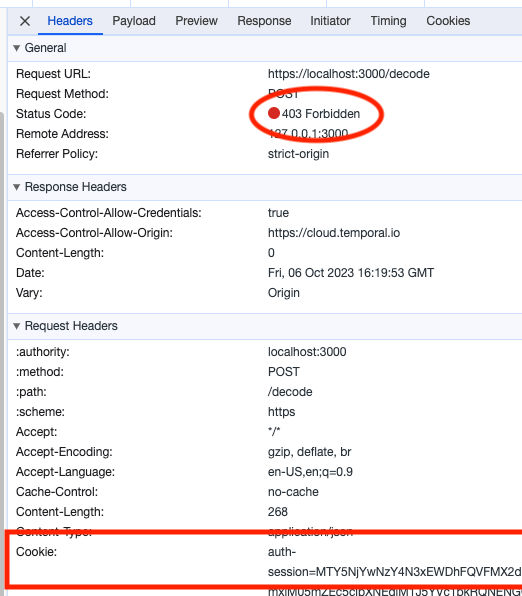 Headers Payload Preview Response Initiator Timing Cookies
General
Request URL: https://localhost:3000/decode
Request Method: POST
Status Code: 403 Forbidden
Remote Address: 127.0.0.1:3000
Referrer Policy: strict-origin
Response Headers
Access-Control-Allow-Credentials: true
Access-Control-Allow-Origin: https://cloud.temporal.io
Content-Length: 0
Date: Fri, 06 Oct 2023 16:19:53 GMT
Vary: Origin
Request Headers
:authority: localhost:3000
:method: POST
:path: /decode
:scheme: https
Accept: */*
Accept-Encoding: gzip, deflate, br
Accept-Language: en-US,en;q=0.9
Cache-Control: no-cache
Content-Length: 268
Content-Type: application/json
Cookie: auth-
session=MTY5NjYwNzY4N3xEWDhFQVFMX2d